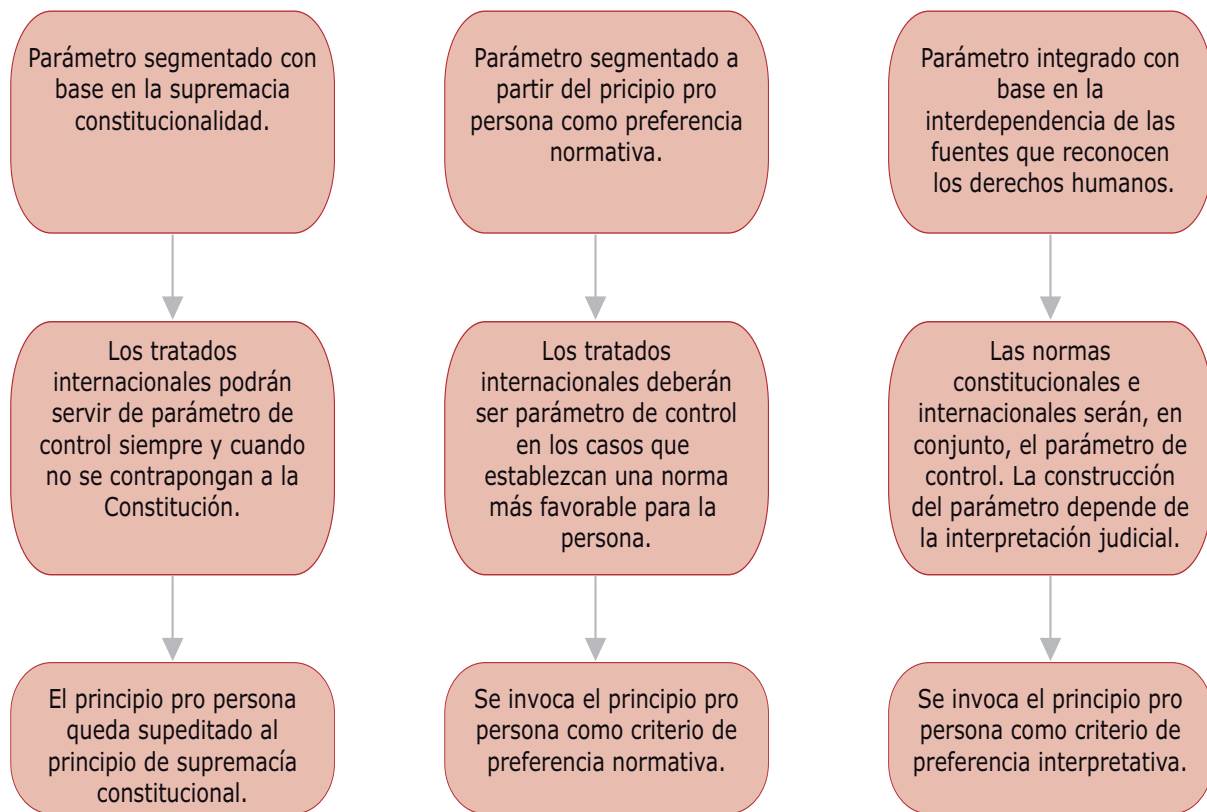 Parámetro segmentado con
base en la supremacia
constitucionalidad.
Los tratados
internacionales podrán
servir de parámetro de
control siempre y cuando
no se contrapongan a la
Constitución.
El principio pro persona
queda supeditado al
principio de supremacía
constitucional.
Parámetro segmentado a
partir del pricipio pro
persona como preferencia
normativa.
Los tratados
internacionales deberán
ser parámetro de control
en los casos que
establezcan una norma
más favorable para la
persona.
Se invoca el principio pro
persona como criterio de
preferencia normativa.
Parámetro integrado con
base en la
interdependencia de las
fuentes que reconocen
los derechos humanos.
Las normas
constitucionales e
internacionales serán, en
conjunto, el parámetro de
control. La construcción
del parámetro depende de
la interpretación judicial.
Se invoca el principio pro
persona como criterio de
preferencia interpretativa.